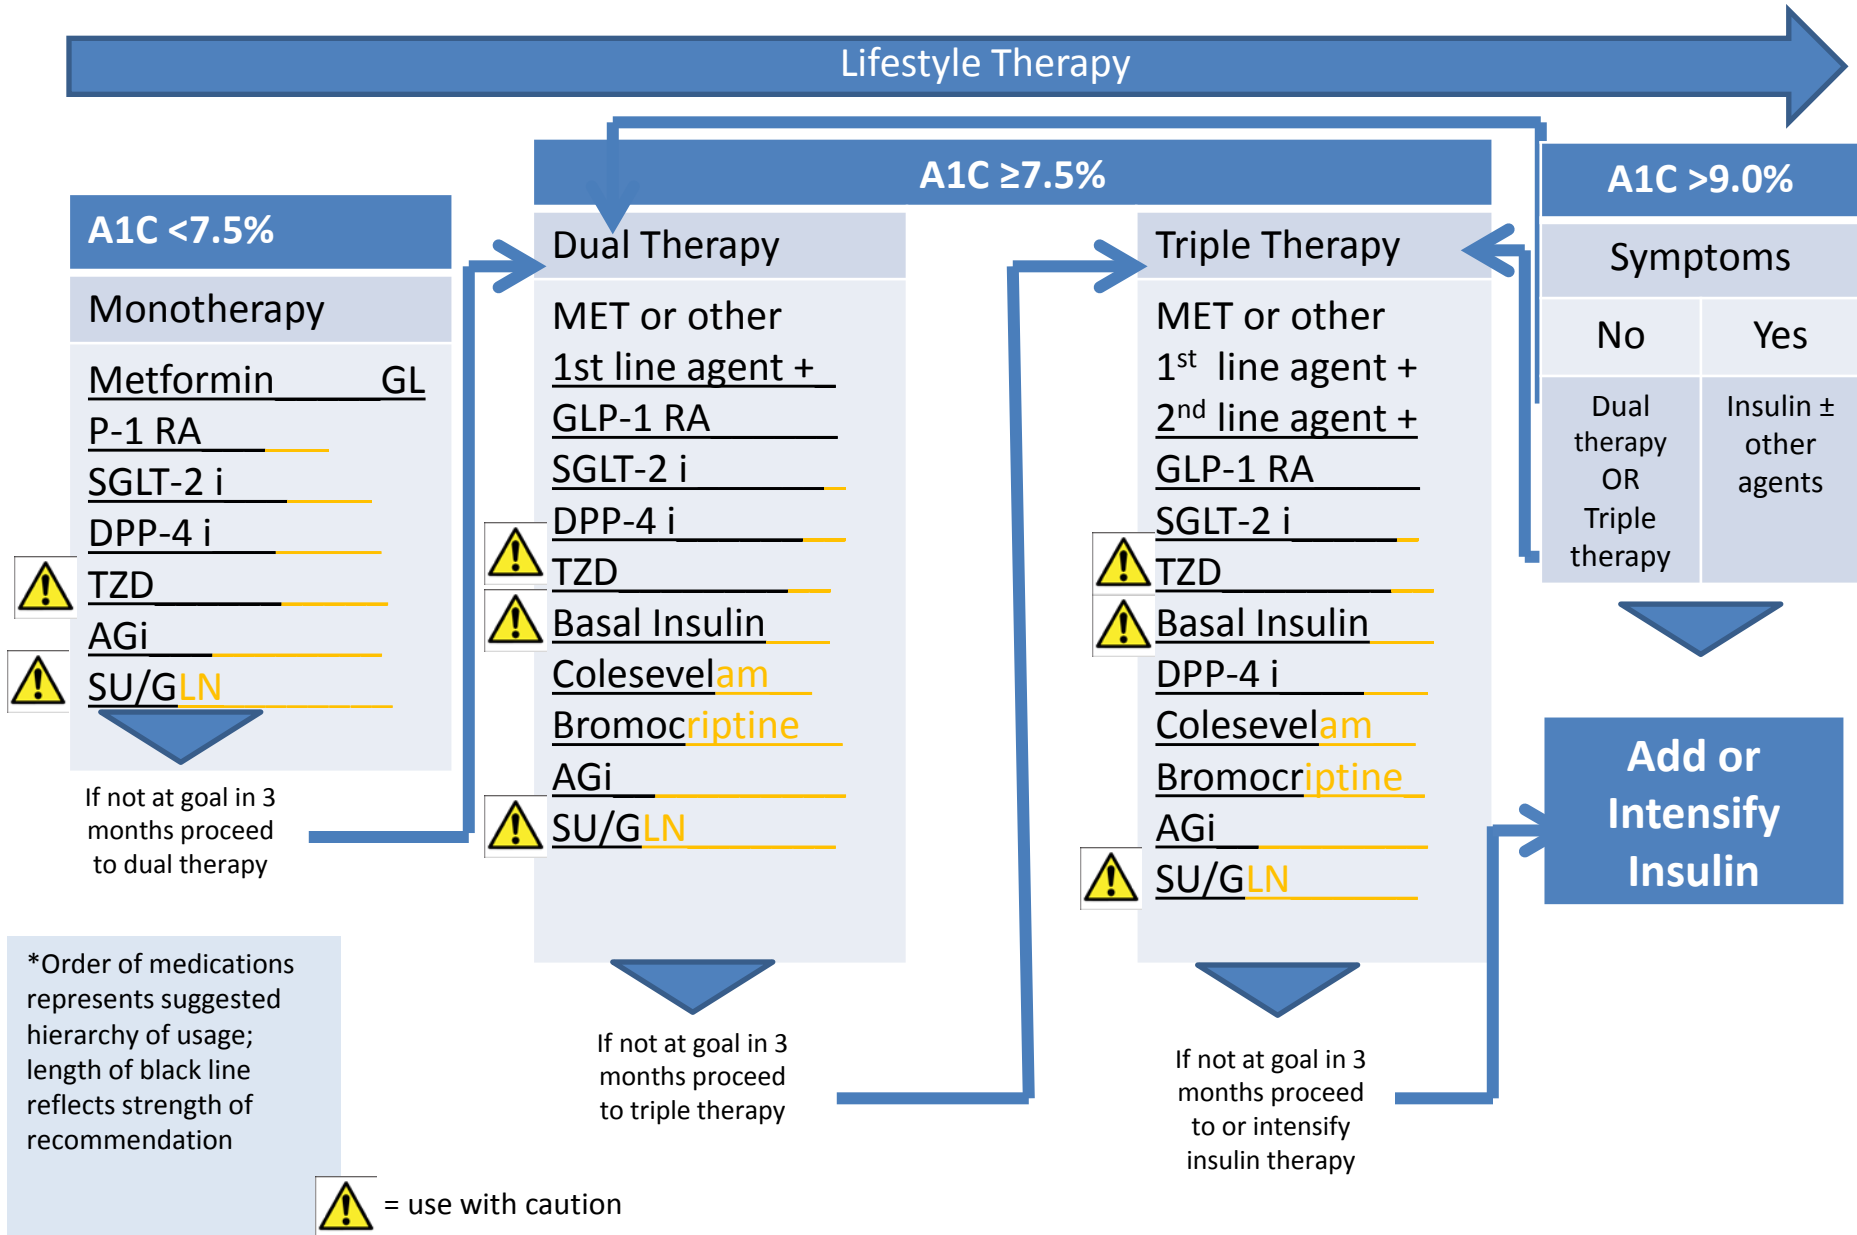 Lifestyle Therapy
A1C <7.5%
Monotherapy
Metformin_____GL
P-1 RA
SGLT-2 i
DPP-4 i
TZD
AGi
SU/GLN
If not at goal in 3
months proceed
to dual therapy
A1C ≥7.5%
Dual Therapy
MET or other
1st line agent +
GLP-1 RA
SGLT-2 i
DPP-4 i
TZD
Basal Insulin
Colesevelam
Bromocriptine
AGi
SU/GLN
If not at goal in 3
months proceed
to triple therapy
Triple Therapy
MET or other
1st line agent +
2nd line agent +
GLP-1 RA
SGLT-2 i
TZD
Basal Insulin
DPP-4 i
Colesevelam
Bromocriptine
AGi
SU/GLN
If not at goal in 3
months proceed
to or intensify
insulin therapy
A1C >9.0%
Symptoms
No
Yes
Dual
therapy
OR
Triple
therapy
Insulin ±
other
agents
Add or
Intensify
Insulin
*Order of medications
represents suggested
hierarchy of usage;
length of black line
reflects strength of
recommendation
= use with caution